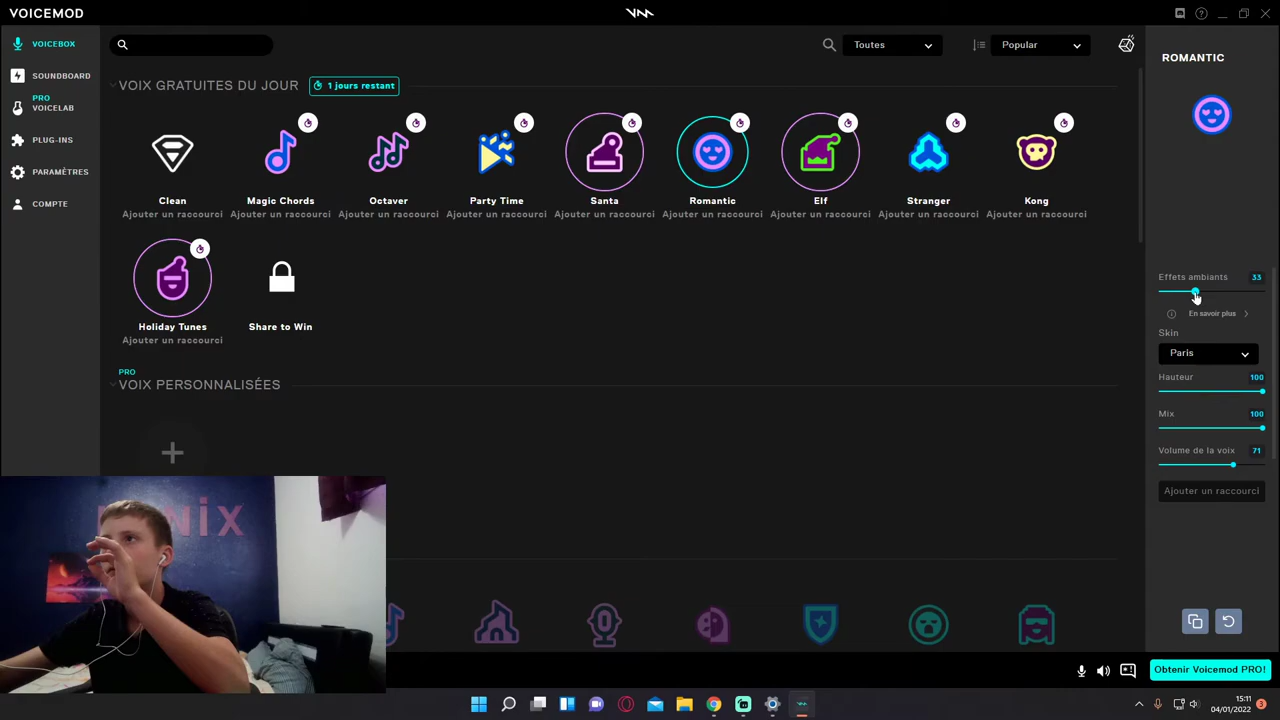 VOICEMOD
VOICEBOX
SOUNDBOARD
PRO
VOICELAB
PLUG-INS
PARAMÈTRES
COMPTE
Toutes
Popular
VOIX GRATUITES DU JOUR
1 jours restant
Clean
Magic Chords
Octaver
Party Time
Santa
Romantic
Elf
Stranger
Kong
Ajouter un raccourci
Ajouter un raccourci
Ajouter un raccourci
Ajouter un raccourci
Ajouter un raccourci
Ajouter un raccourci
Ajouter un raccourci
Ajouter un raccourci
Ajouter un raccourci
Holiday Tunes
Share to Win
Ajouter un raccourci
PRO
VOIX PERSONNALISÉES
ROMANTIC
Effets ambiants 33
En savoir plus
Skin
Paris
Hauteur 100
Mix 100
Volume de la voix 71
Ajouter un raccourci
Obtenir Voicemod PRO!
15:11
04/01/2022
3